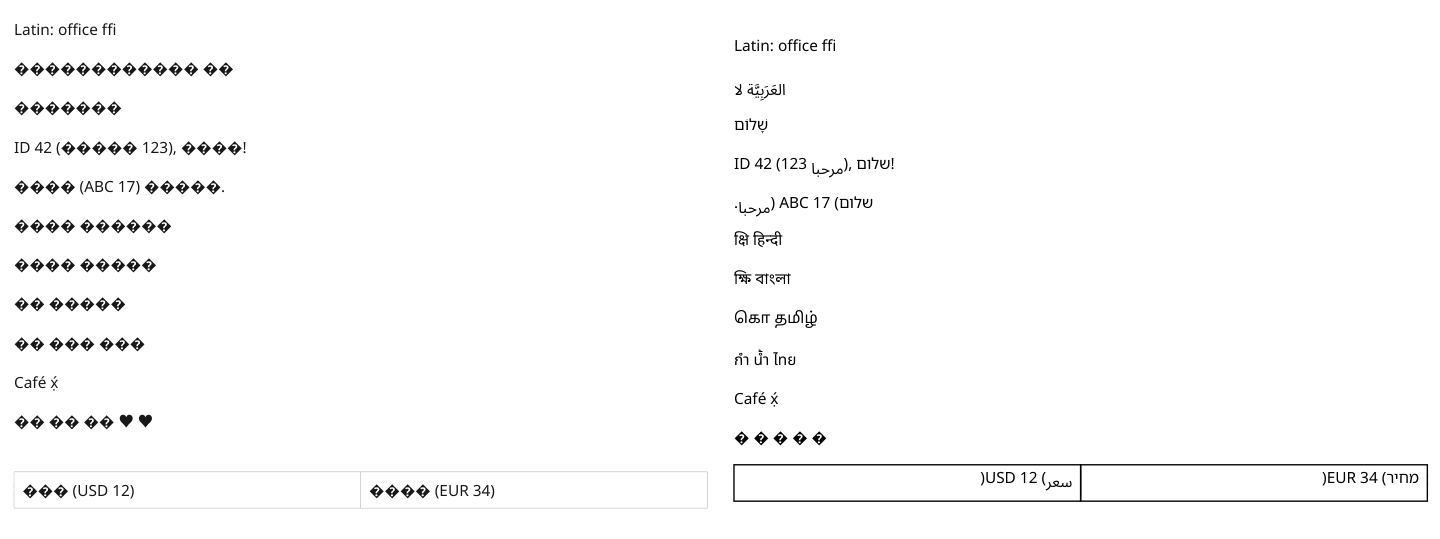 Latin: office ffi
������������ ��
�������
ID 42 (����� 123), ����!
���� (ABC 17) �����.
���� ������
���� �����
�� �����
�� ��� ���
Café ẋ̣́
�� �� �� ♥ ♥
��� (USD 12)
���� (EUR 34)
Latin: office ffi
العَرَبِيَّة لا
שָׁלוֹם
ID 42 (مرحبا 123), שלום!
שלום (ABC 17) مرحبا.
क्षि हिन्दी
ক্ষি বাংলা
கொ தமிழ்
กำ น้ำ ไทย
Café ẋ̣́
� � � � �
سعر (USD 12)
מחיר (EUR 34)